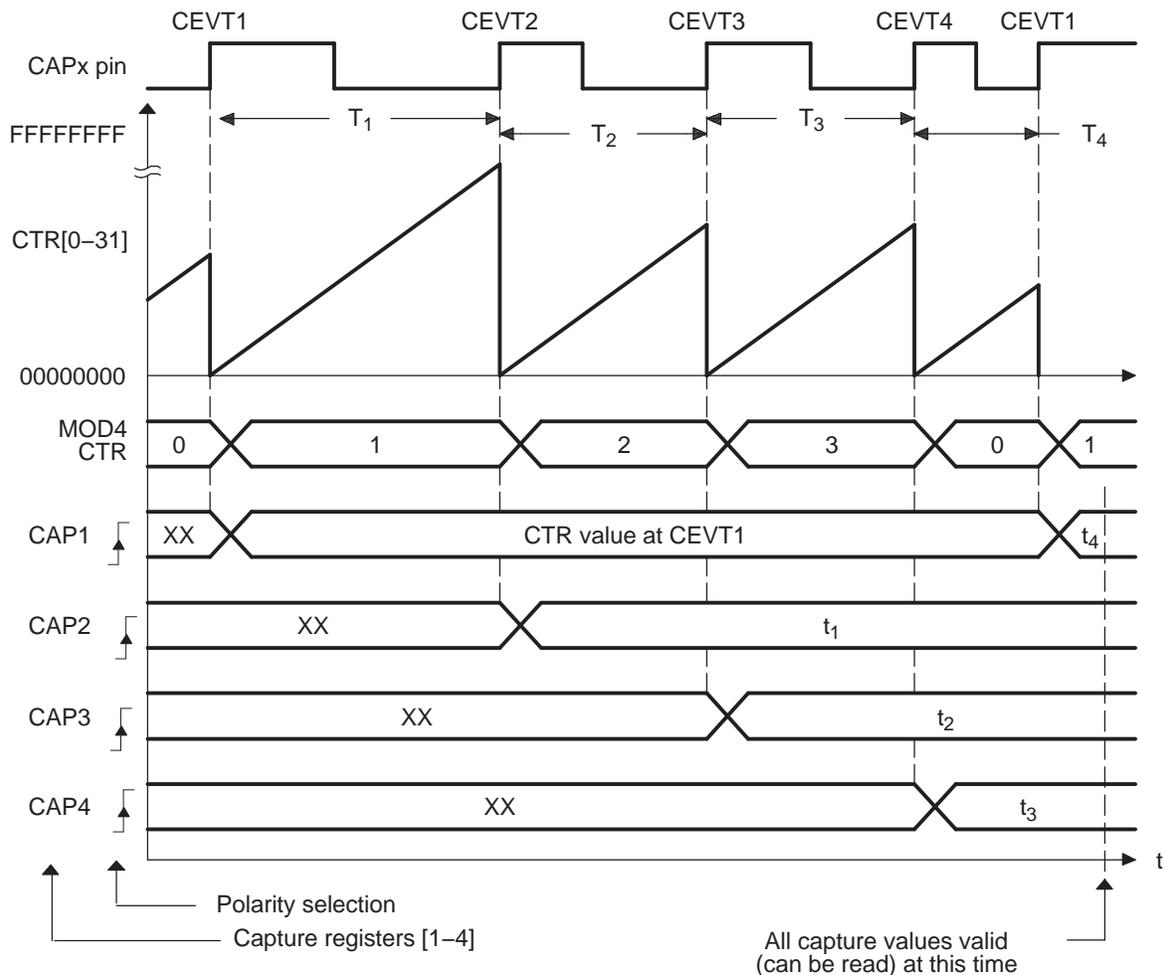 CEVT1 CEVT2 CEVT3 CEVT4 CEVT1
CAPx pin
T1 T2 T3 T4
FFFFFFFF
CTR[0−31]
00000000
MOD4
CTR
0 1 2 3 0 1
CAP1 XX CTR value at CEVT1 t4
CAP2 XX t1
CAP3 XX t2
CAP4 XX t3
t
Polarity selection
Capture registers [1−4]
All capture values valid
(can be read) at this time